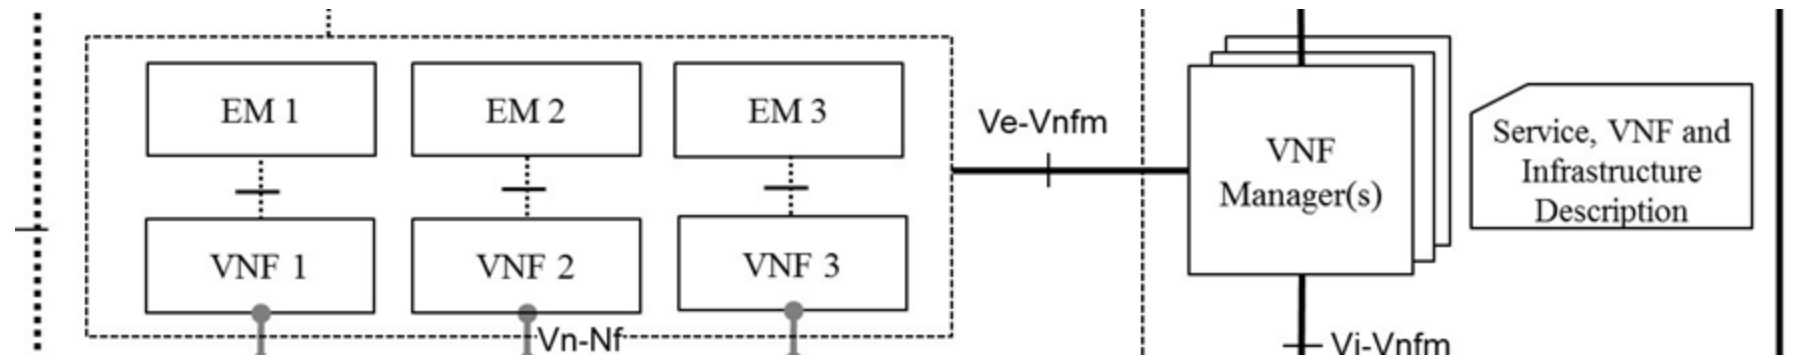 EM 1
EM 2
EM 3
Ve-Vnfm
VNF
Manager(s)
Service, VNF and
Infrastructure
Description
VNF 1
VNF 2
VNF 3
Vn-Nf
Vi-Vnfm